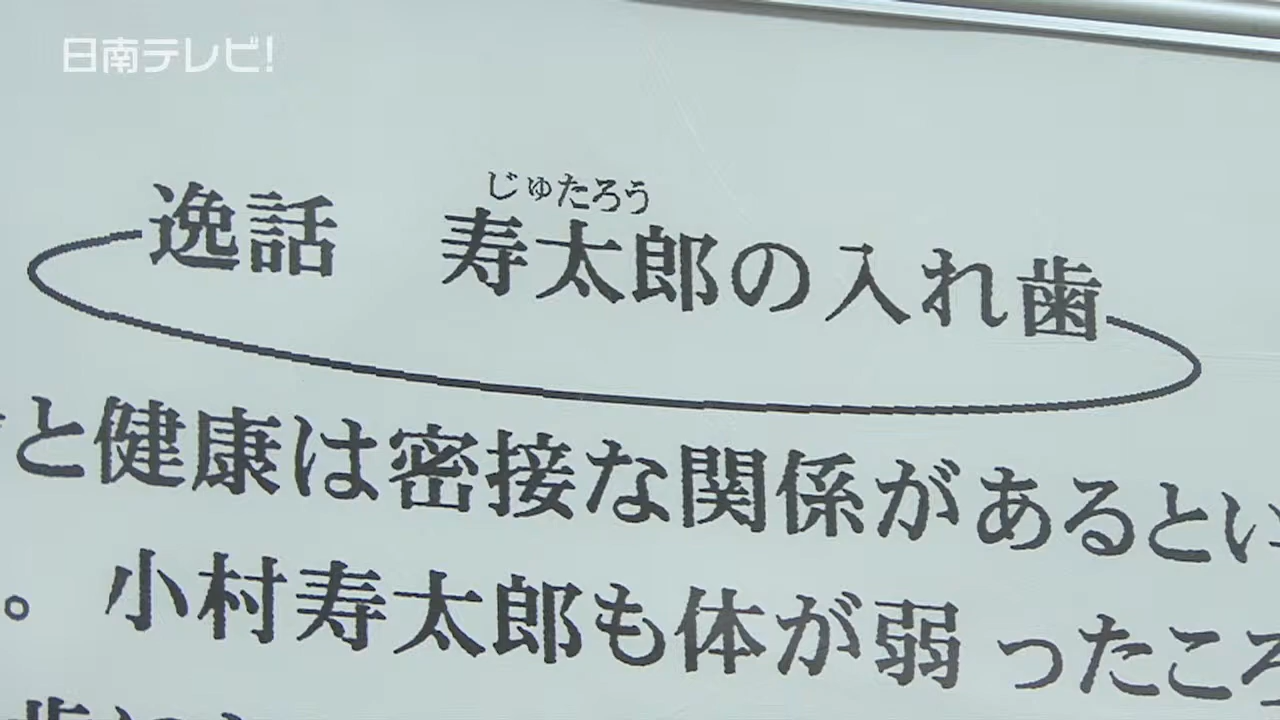 日南テレビ!
じゅたろう
逸話 寿太郎の入れ歯
と健康は密接な関係があるとい
。小村寿太郎も体が弱ったころ